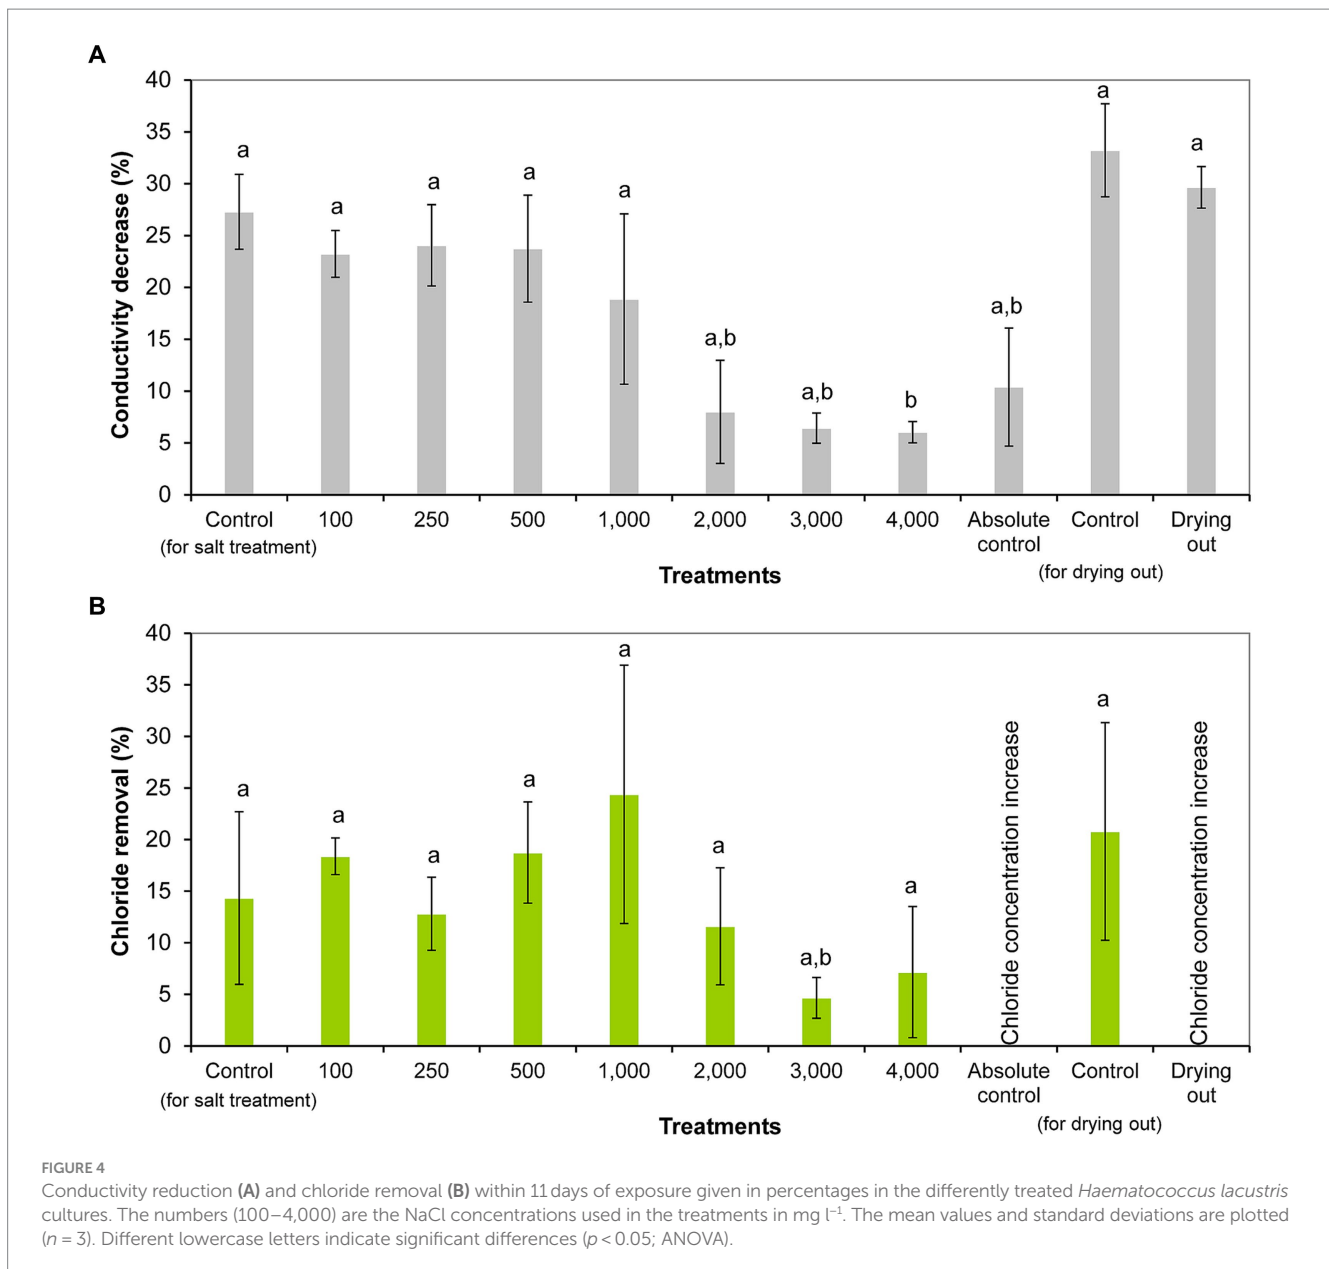 A
40
35
30
25
20
15
10
5
0
Conductivity decrease (%)
a
a
a
a
a
a,b
a,b
b
a,b
a
a
Control 100 250 500 1,000 2,000 3,000 4,000 Absolute Control Drying
control out
(for salt treatment)
(for drying out)
Treatments
B
40
35
30
25
20
15
10
5
0
Chloride removal (%)
a
a
a
a
a
a
a,b
a
Chloride concentration increase
a
Chloride concentration increase
Control 100 250 500 1,000 2,000 3,000 4,000 Absolute Control Drying
control out
(for salt treatment)
(for drying out)
Treatments
FIGURE 4
Conductivity reduction (A) and chloride removal (B) within 11 days of exposure given in percentages in the differently treated Haematococcus lacustris
cultures. The numbers (100–4,000) are the NaCl concentrations used in the treatments in mg l⁻¹. The mean values and standard deviations are plotted
(n = 3). Different lowercase letters indicate significant differences (p < 0.05; ANOVA).